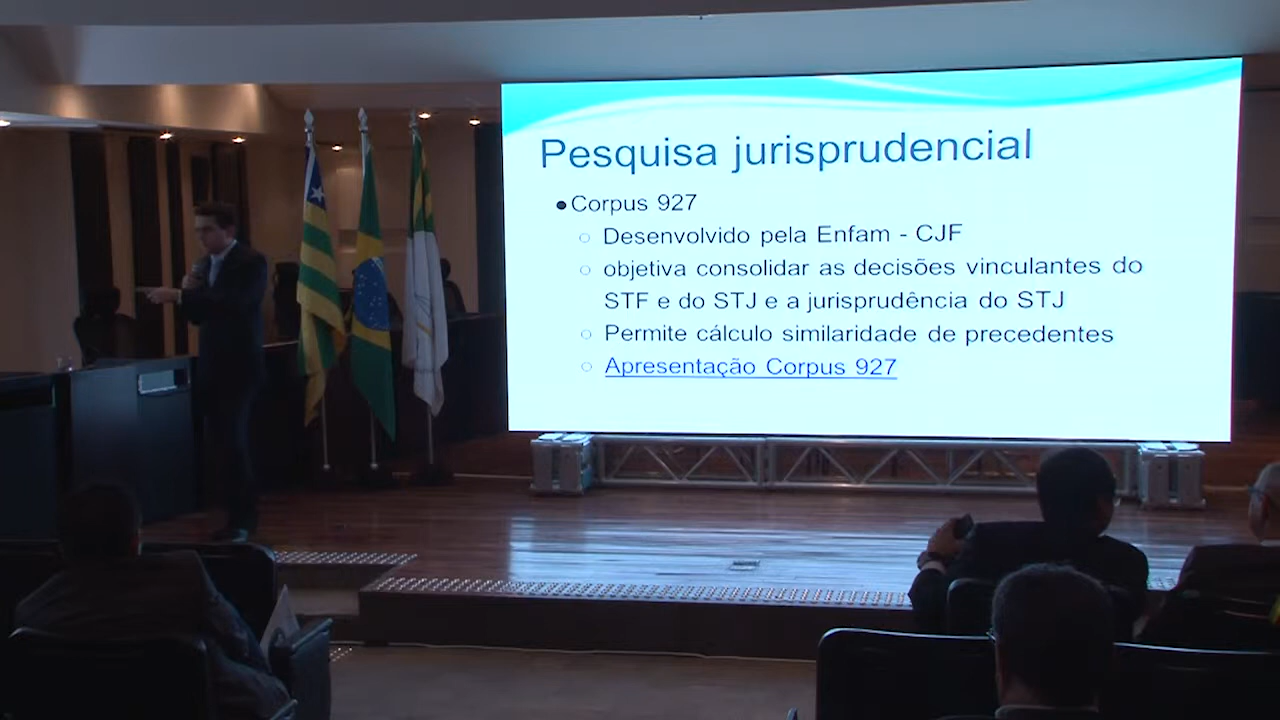 Pesquisa jurisprudencial
●Corpus 927
○ Desenvolvido pela Enfam - CJF
○ objetiva consolidar as decisões vinculantes do
STF e do STJ e a jurisprudência do STJ
○ Permite cálculo similaridade de precedentes
○ Apresentação Corpus 927